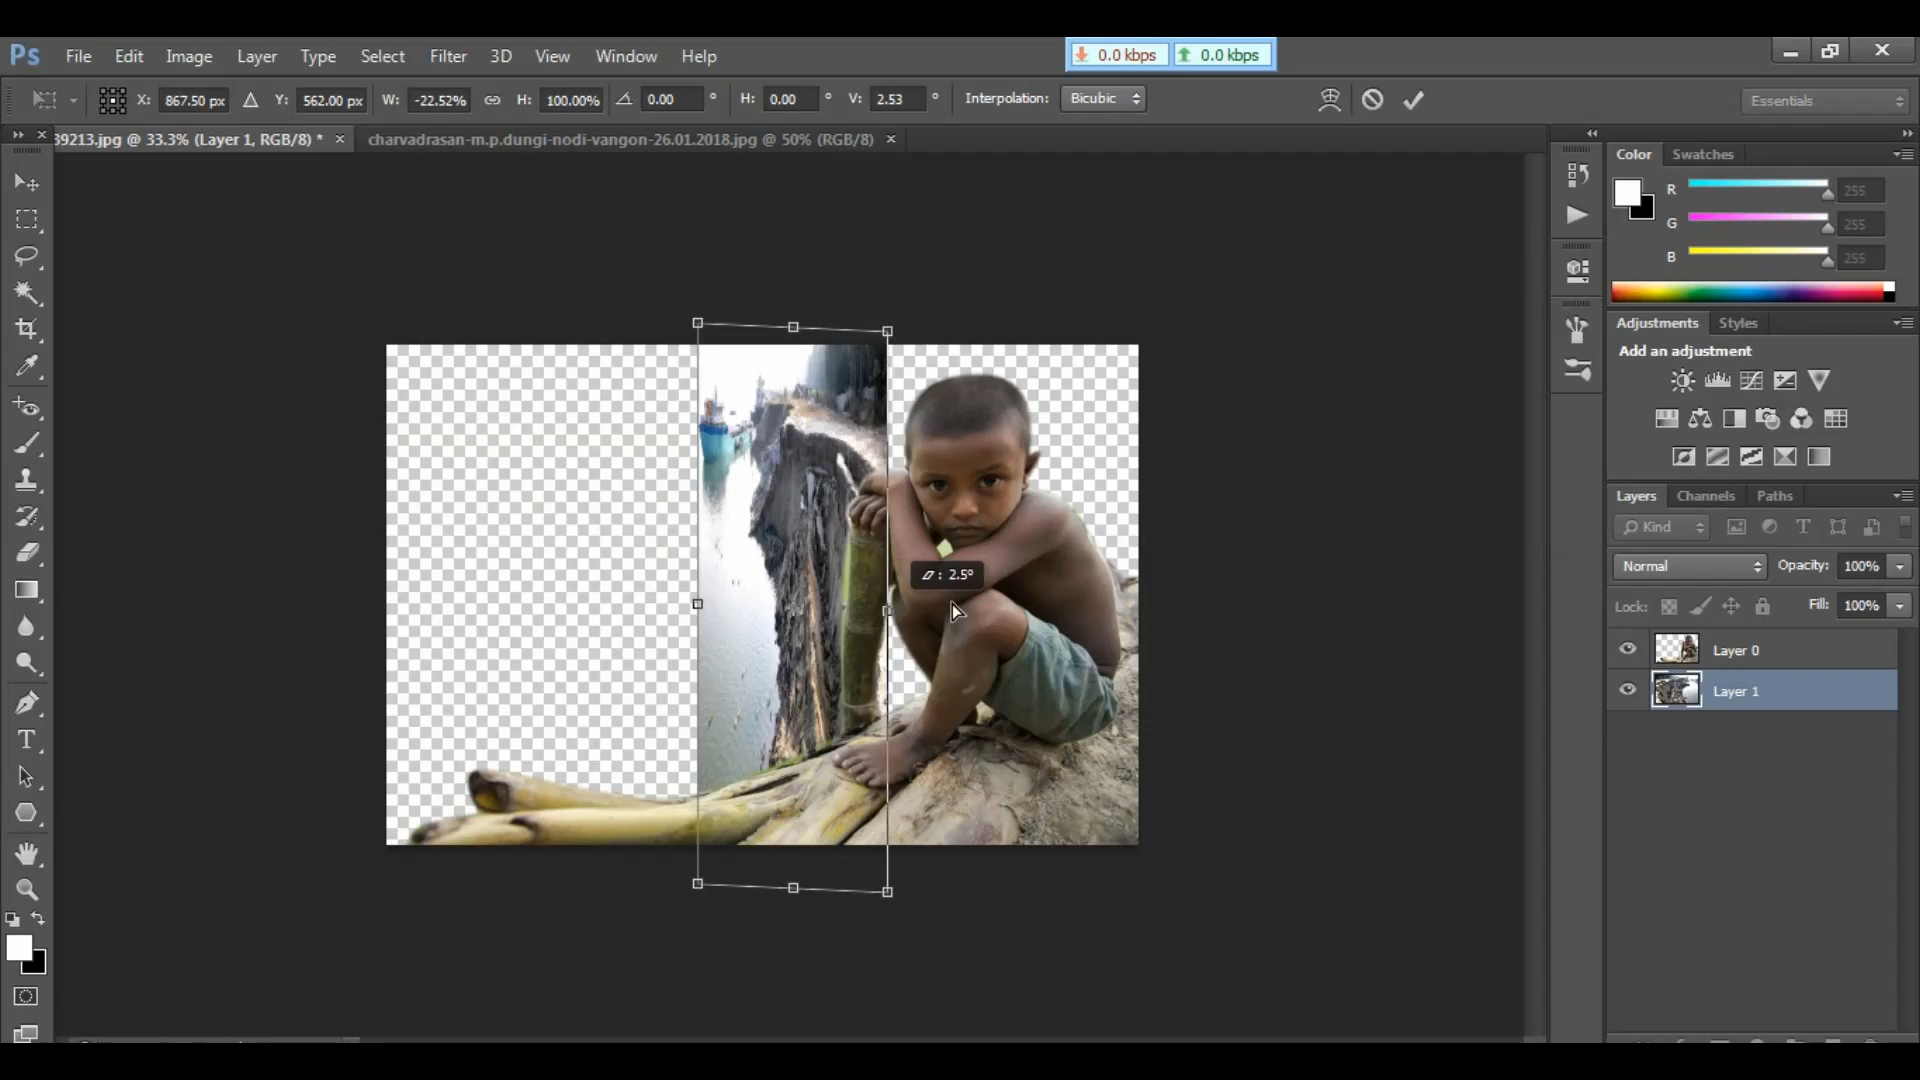 Ps File Edit Image Layer Type Select Filter 3D View Window Help 0.0 kbps 0.0 kbps
X: 867.50 px Y: 562.00 px W: -22.52% H: 100.00% 0.00 ° H: 0.00 ° V: 2.53 ° Interpolation: Bicubic Essentials
39213.jpg @ 33.3% (Layer 1, RGB/8) * × charvadrasan-m.p.dungi-nodi-vangon-26.01.2018.jpg @ 50% (RGB/8) ×
Color Swatches
R 255
G 255
B 255
Adjustments Styles
Add an adjustment
Layers Channels Paths
Kind
Normal Opacity: 100%
Lock: Fill: 100%
Layer 0
Layer 1
: 2.5°